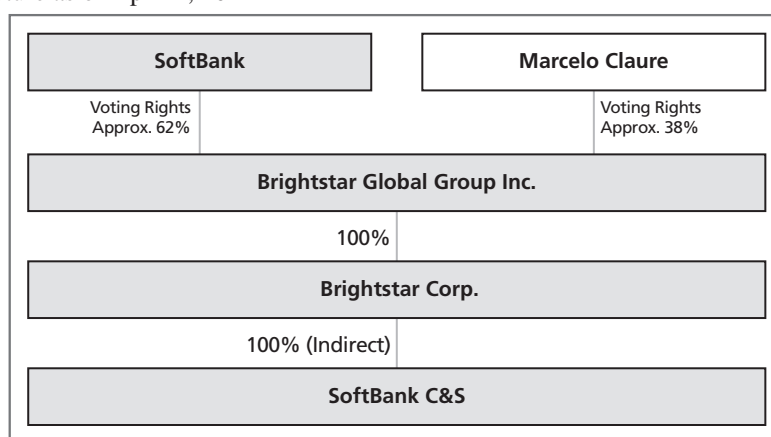 SoftBank
Marcelo Claure
Voting Rights
Approx. 62%
Voting Rights
Approx. 38%
Brightstar Global Group Inc.
100%
Brightstar Corp.
100% (Indirect)
SoftBank C&S